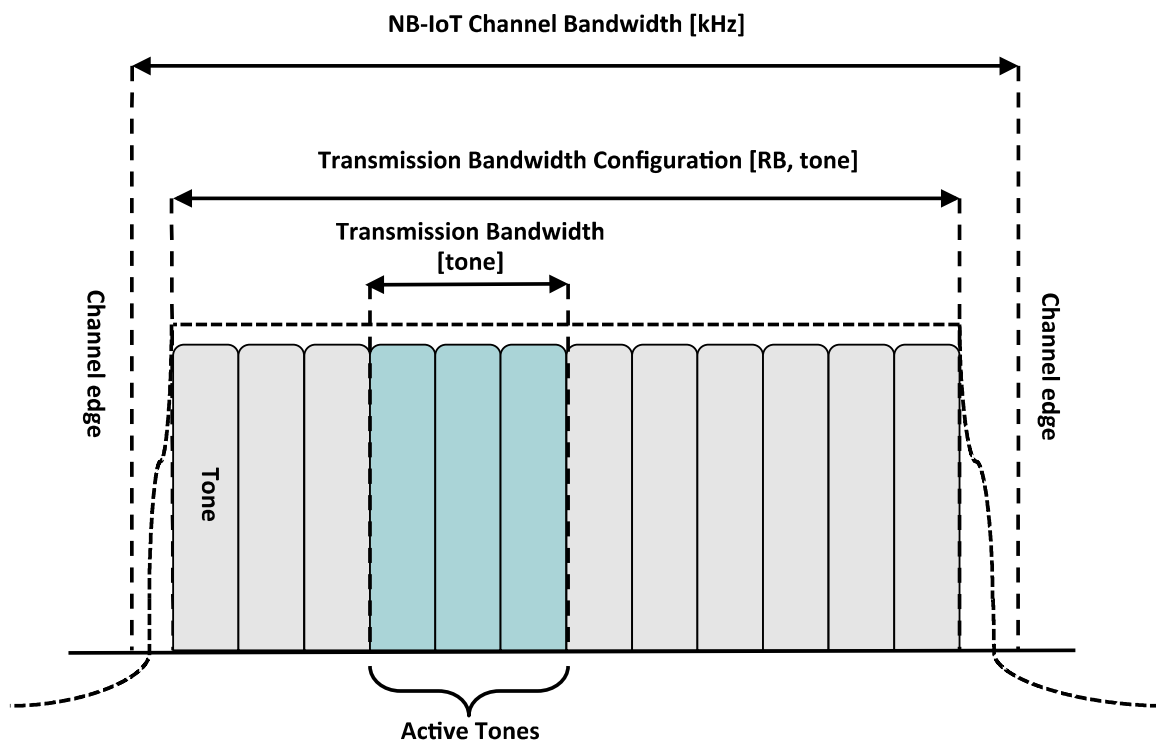 NB-IoT Channel Bandwidth [kHz]
Transmission Bandwidth Configuration [RB, tone]
Transmission Bandwidth
[tone]
Channel edge
Channel edge
Tone
Active Tones